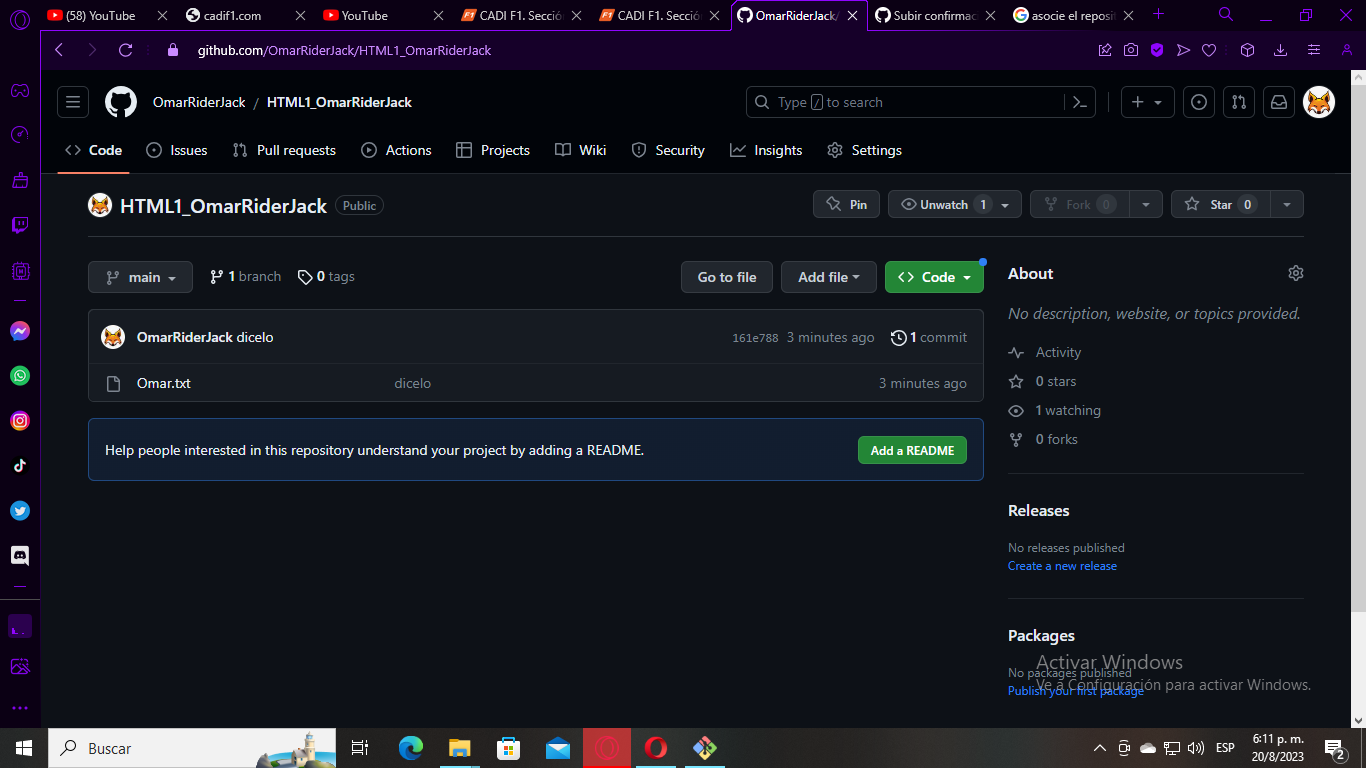 (58) YouTube
cadif1.com
YouTube
CADI F1. Secció
CADI F1. Secció
OmarRiderJack/
Subir confirmac
asocie el reposit
github.com/OmarRiderJack/HTML1_OmarRiderJack
OmarRiderJack / HTML1_OmarRiderJack
Type / to search
Code
Issues
Pull requests
Actions
Projects
Wiki
Security
Insights
Settings
HTML1_OmarRiderJack
Public
Pin
Unwatch 1
Fork 0
Star 0
main
1 branch
0 tags
Go to file
Add file
Code
OmarRiderJack dicelo
161e788 3 minutes ago
1 commit
Omar.txt
dicelo
3 minutes ago
Help people interested in this repository understand your project by adding a README.
Add a README
About
No description, website, or topics provided.
Activity
0 stars
1 watching
0 forks
Releases
No releases published
Create a new release
Packages
No packages published
Publish your first package
Activar Windows
Ve a Configuración para activar Windows.
Buscar
ESP
6:11 p. m.
20/8/2023
2